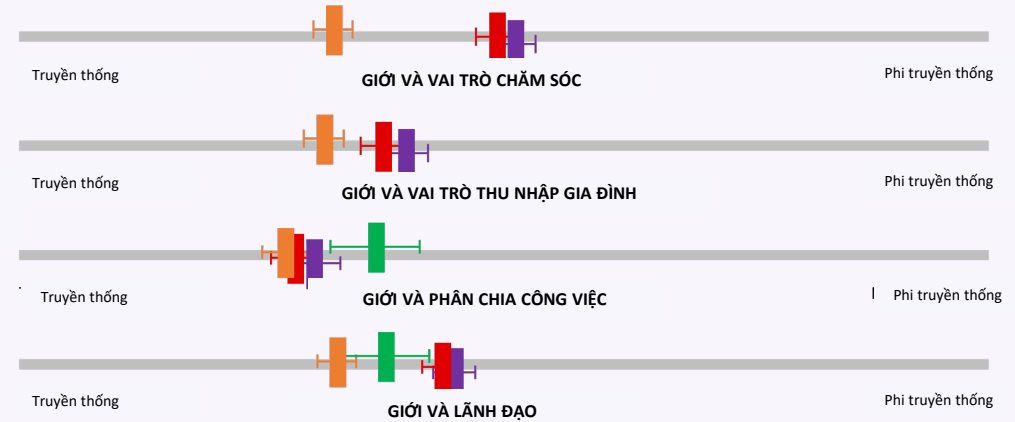 Truyền thống
Phi truyền thống
GIỚI VÀ VAI TRÒ CHĂM SÓC
Truyền thống
Phi truyền thống
GIỚI VÀ VAI TRÒ THU NHẬP GIA ĐÌNH
Truyền thống
Phi truyền thống
GIỚI VÀ PHÂN CHIA CÔNG VIỆC
Truyền thống
Phi truyền thống
GIỚI VÀ LÃNH ĐẠO